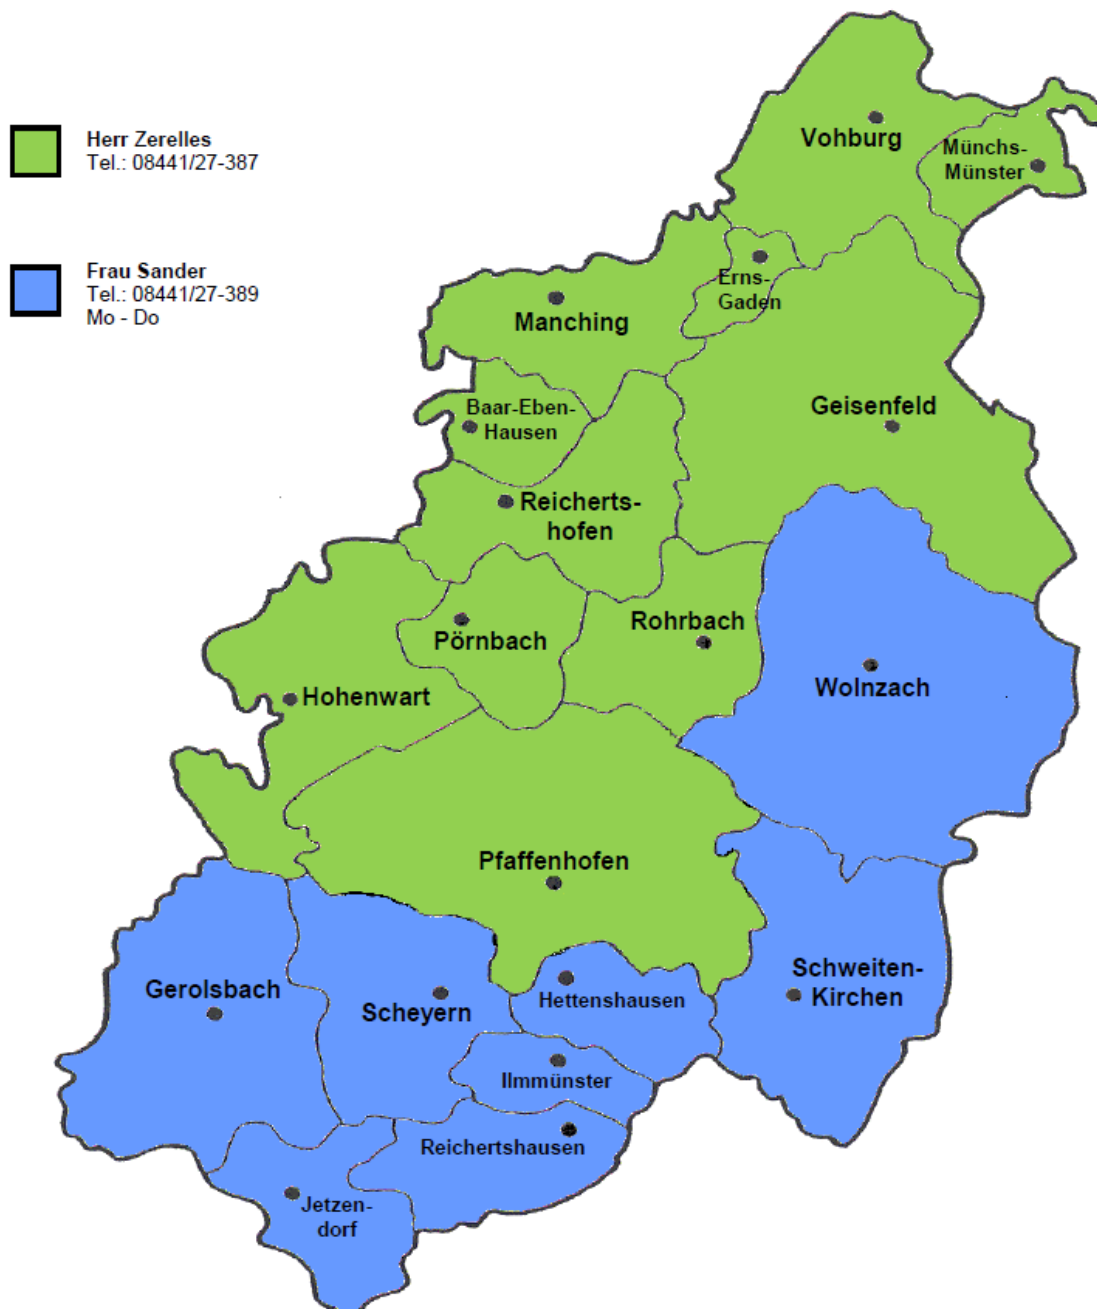 Herr Zerelles
Tel.: 08441/27-387
Frau Sander
Tel.: 08441/27-389
Mo - Do
Vohburg
Münchs-
Münster
Erns-
Gaden
Manching
Baar-Eben-
Hausen
Geisenfeld
Reicherts-
hofen
Rohrbach
Pörnbach
Wolnzach
Hohenwart
Pfaffenhofen
Schweiten-
Kirchen
Gerolsbach
Scheyern
Hettenshausen
Ilmmünster
Reichertshausen
Jetzen-
dorf